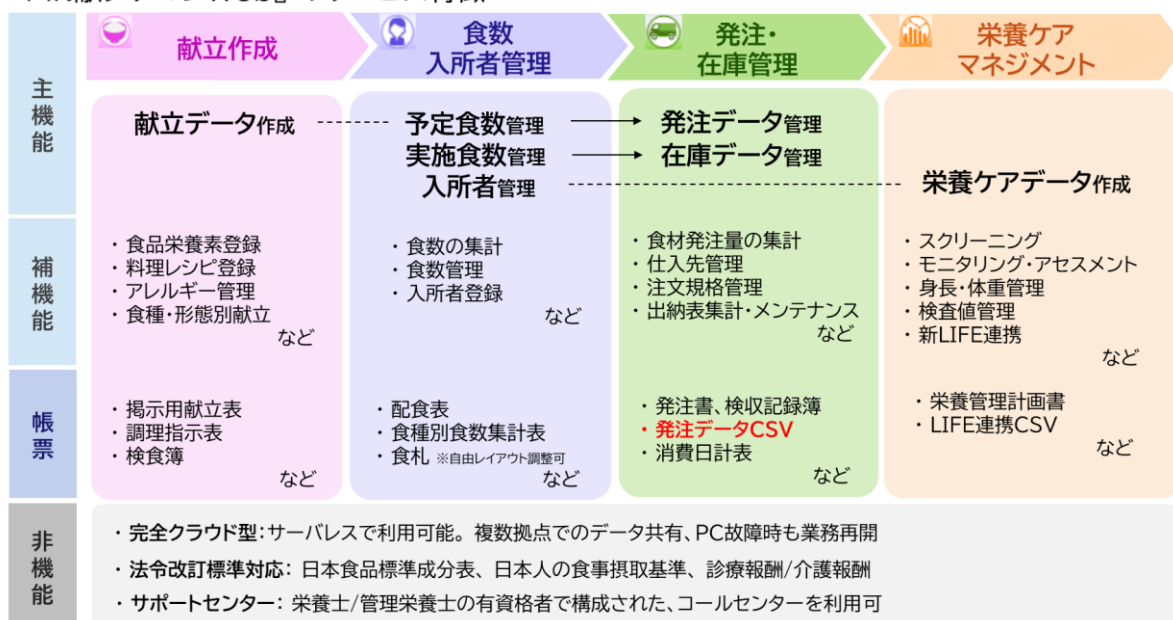 献立作成
食数
入所者管理
発注・
在庫管理
栄養ケア
マネジメント
主機能
献立データ作成
予定食数管理
実施食数管理
入所者管理
発注データ管理
在庫データ管理
栄養ケアデータ作成
補機能
・食品栄養素登録
・料理レシピ登録
・アレルギー管理
・食種・形態別献立
など
・食数の集計
・食数管理
・入所者登録
など
・食材発注量の集計
・仕入先管理
・注文規格管理
・出納表集計・メンテナンス
など
・スクリーニング
・モニタリング・アセスメント
・身長・体重管理
・検査値管理
・新LIFE連携
など
帳票
・掲示用献立表
・調理指示表
・検食簿
など
・配食表
・食種別食数集計表
・食札 ※自由レイアウト調整可
など
・発注書、検収記録簿
・発注データCSV
・消費日計表
など
・栄養管理計画書
・LIFE連携CSV
など
非機能
・完全クラウド型：サーバレスで利用可能。複数拠点でのデータ共有、PC故障時も業務再開
・法令改訂標準対応： 日本食品標準成分表、日本人の食事摂取基準、診療報酬/介護報酬
・サポートセンター： 栄養士/管理栄養士の有資格者で構成された、コールセンターを利用可